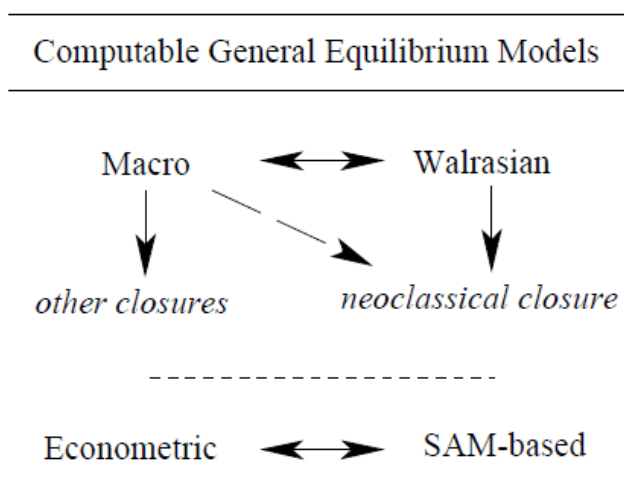 Computable General Equilibrium Models
Macro Walrasian
other closures neoclassical closure
Econometric SAM-based